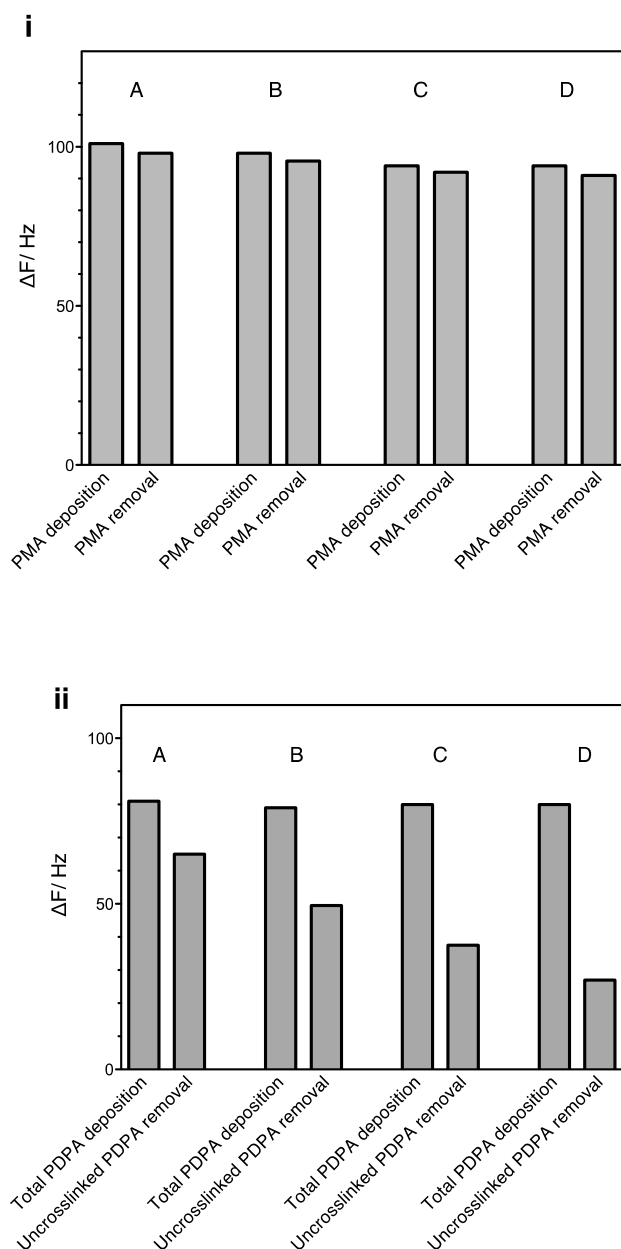 i
A B C D
100
50
0
ΔF/ Hz
PMA deposition
PMA removal
PMA deposition
PMA removal
PMA deposition
PMA removal
PMA deposition
PMA removal
ii
100
A B C D
50
0
ΔF/ Hz
Total PDPA deposition
Uncrosslinked PDPA removal
Total PDPA deposition
Uncrosslinked PDPA removal
Total PDPA deposition
Uncrosslinked PDPA removal
Total PDPA deposition
Uncrosslinked PDPA removal